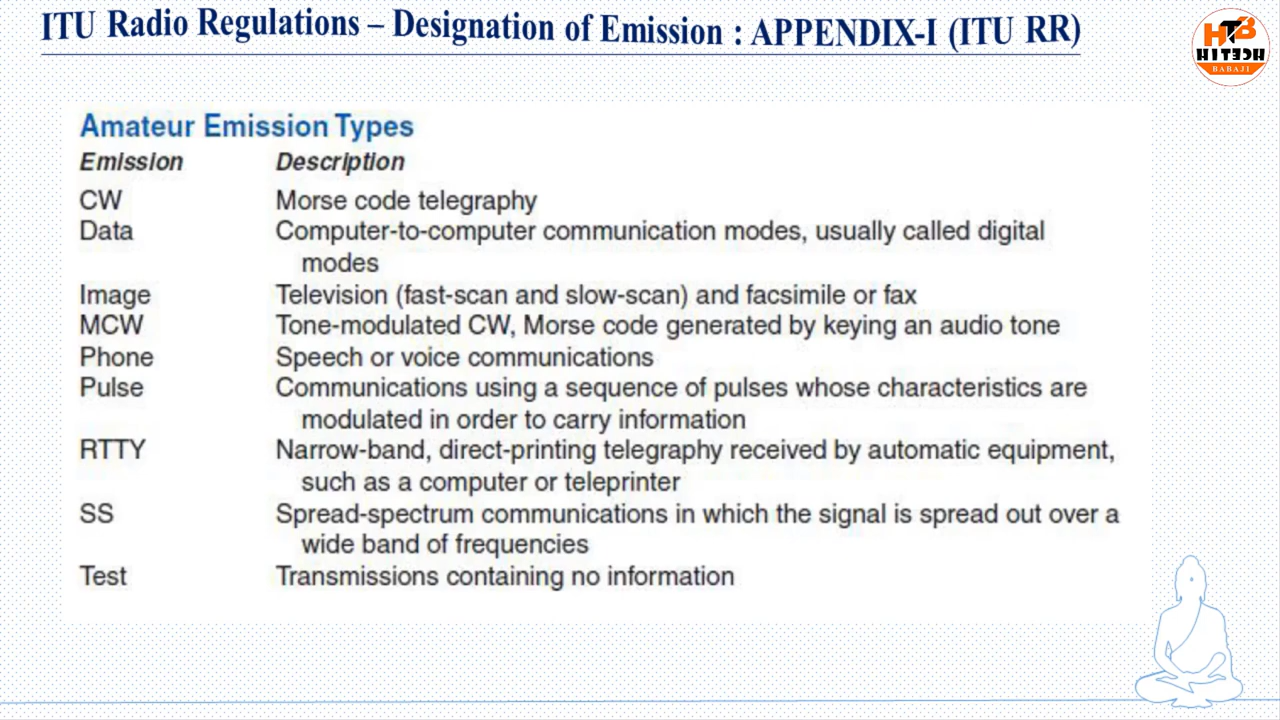 ITU Radio Regulations – Designation of Emission : APPENDIX-I (ITU RR)
HTB
HITECH
BABAJI
Amateur Emission Types
Emission Description
CW Morse code telegraphy
Data Computer-to-computer communication modes, usually called digital
modes
Image Television (fast-scan and slow-scan) and facsimile or fax
MCW Tone-modulated CW, Morse code generated by keying an audio tone
Phone Speech or voice communications
Pulse Communications using a sequence of pulses whose characteristics are
modulated in order to carry information
RTTY Narrow-band, direct-printing telegraphy received by automatic equipment,
such as a computer or teleprinter
SS Spread-spectrum communications in which the signal is spread out over a
wide band of frequencies
Test Transmissions containing no information